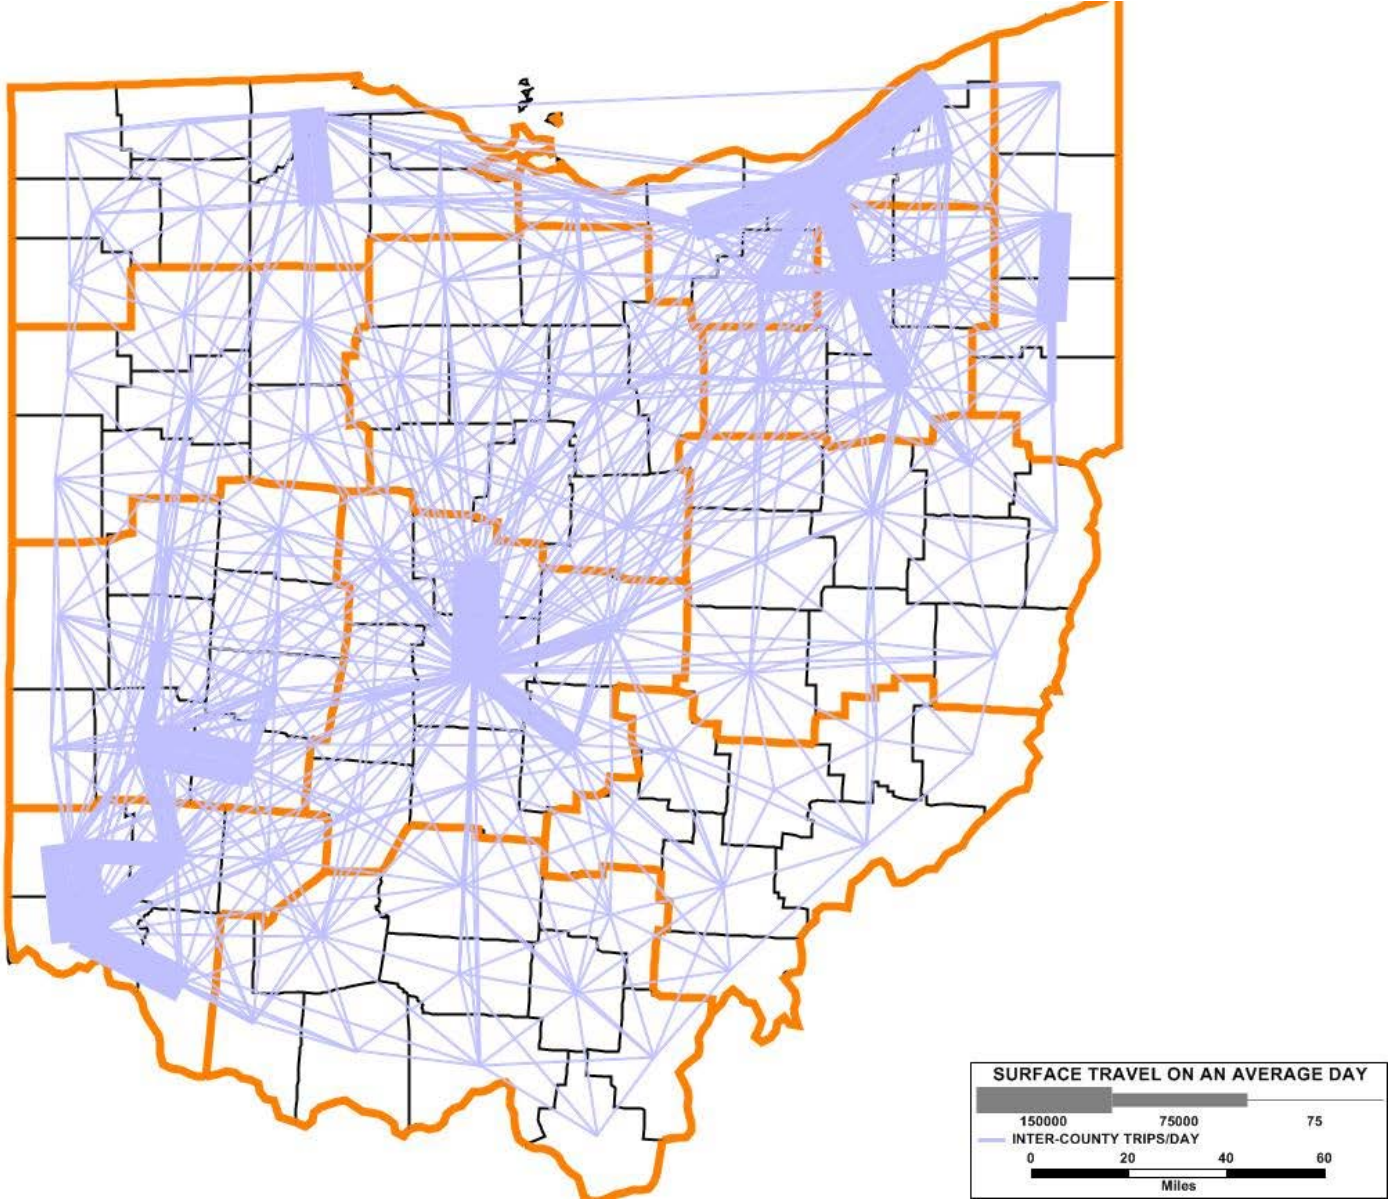 SURFACE TRAVEL ON AN AVERAGE DAY
150000 75000 75
INTER-COUNTY TRIPS/DAY
0 20 40 60
Miles